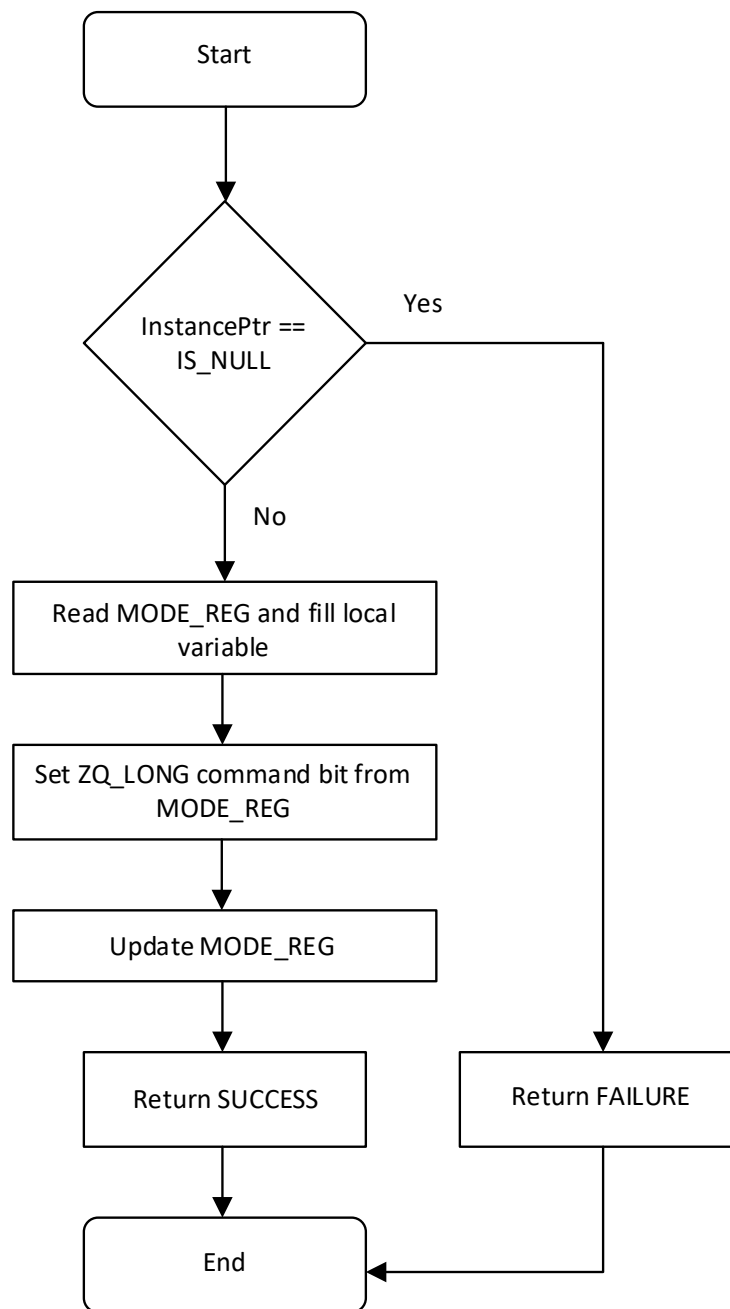 Start
Yes
InstancePtr ==
IS_NULL
No
Read MODE_REG and fill local
variable
Set ZQ_LONG command bit from
MODE_REG
Update MODE_REG
Return SUCCESS
Return FAILURE
End